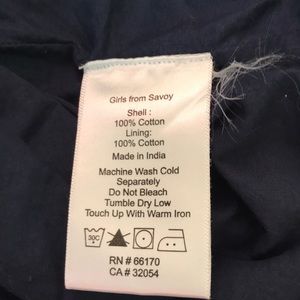 Girls from Savoy
Shell :
100% Cotton
Lining:
100% Cotton
Made in India
Machine Wash Cold
Separately
Do Not Bleach
Tumble Dry Low
Touch Up With Warm Iron
30C
RN # 66170
CA # 32054